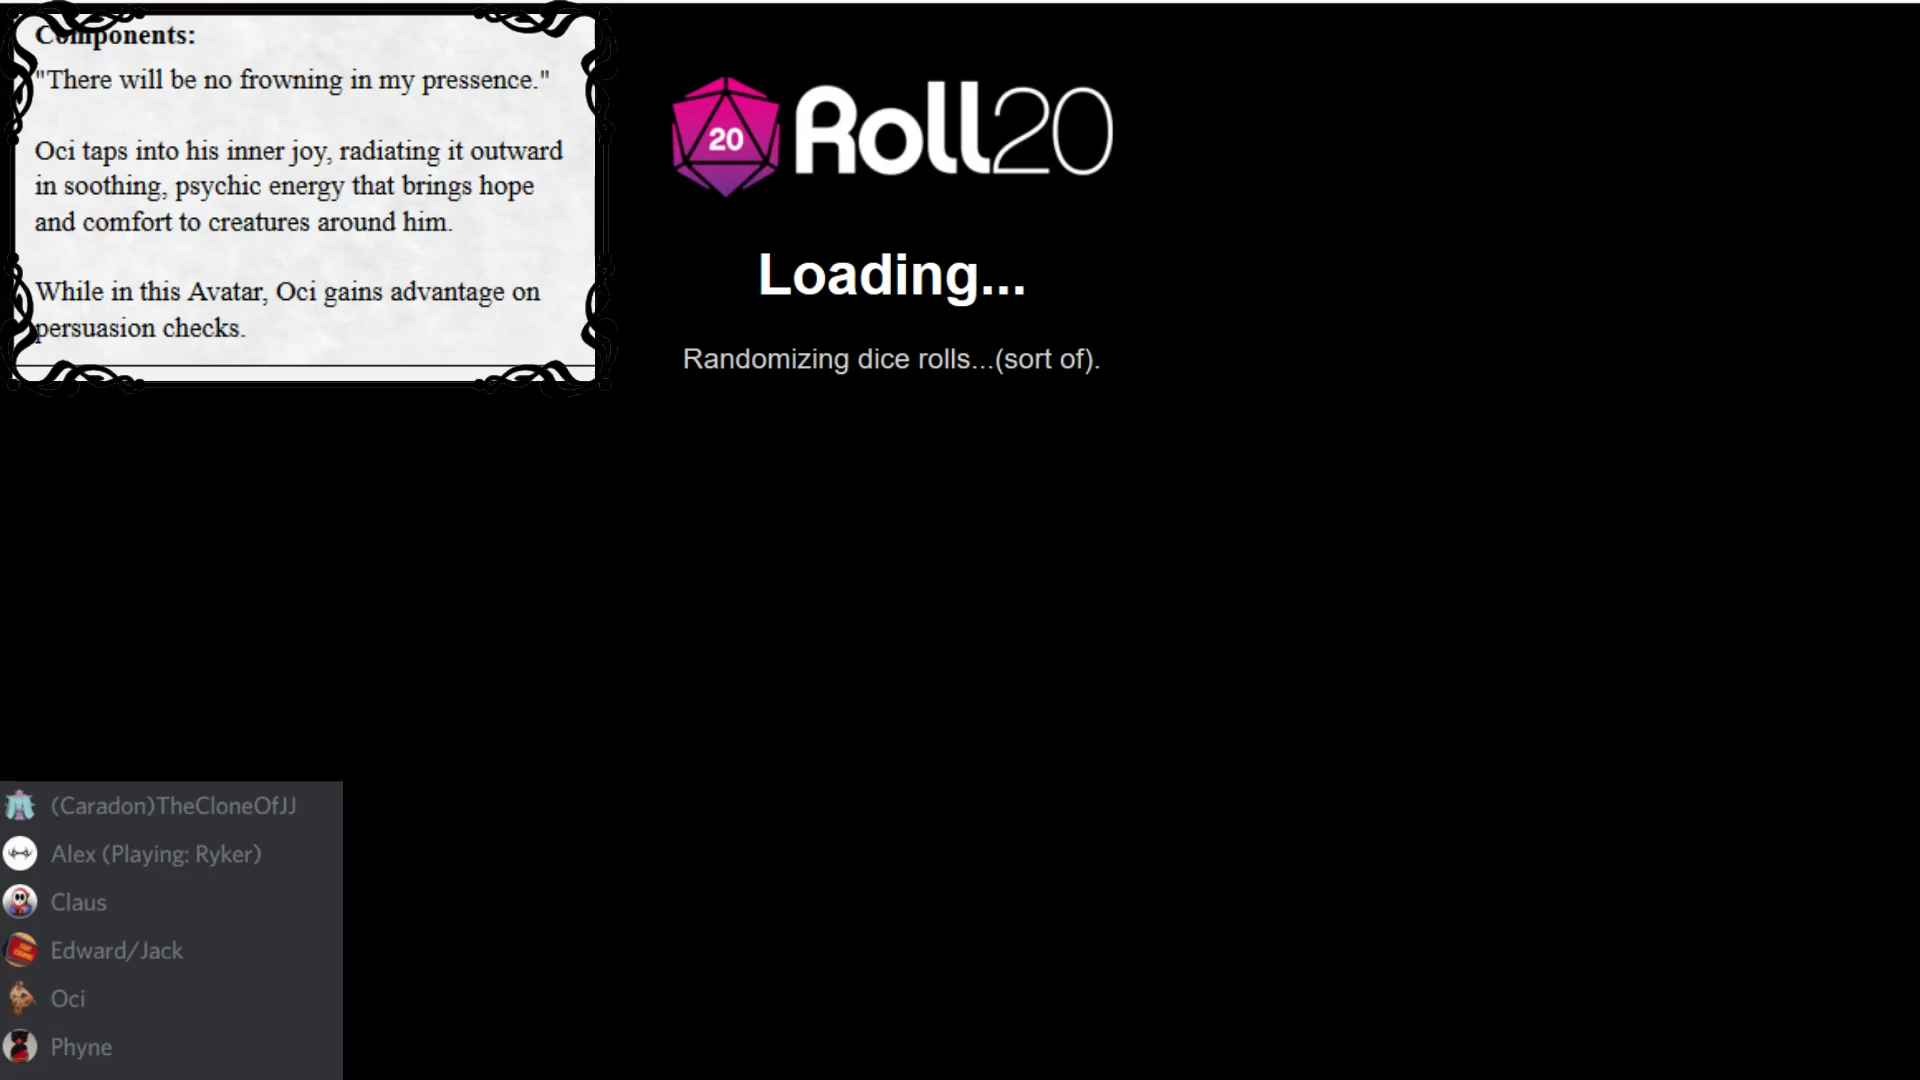 Components:
"There will be no frowning in my pressence."
Oci taps into his inner joy, radiating it outward
in soothing, psychic energy that brings hope
and comfort to creatures around him.
While in this Avatar, Oci gains advantage on
persuasion checks.
20
Roll20
Loading...
Randomizing dice rolls...(sort of).
(Caradon)TheCloneOfJJ
Alex (Playing: Ryker)
Claus
Edward/Jack
Oci
Phyne